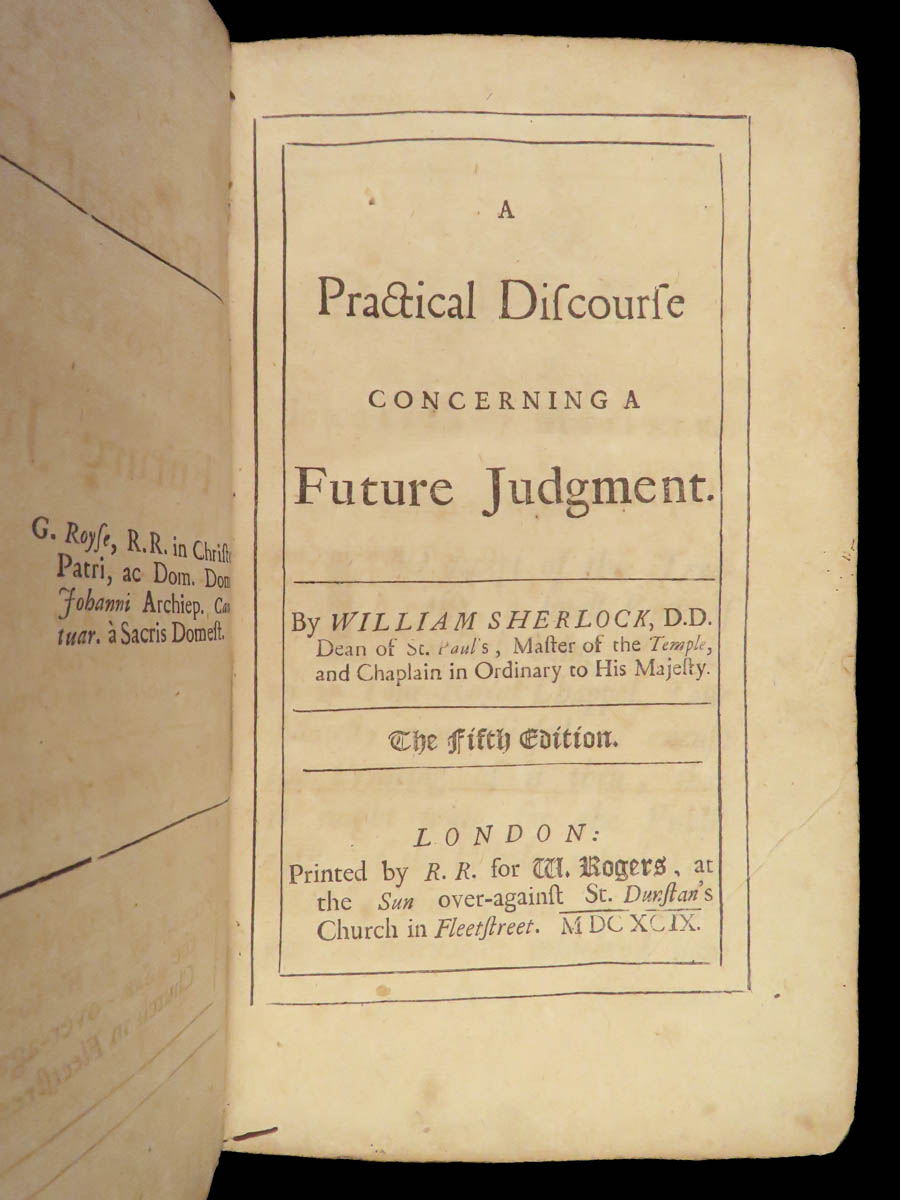 G. Royſe, R.R. in Chriſt
Patri, ac Dom. Dom
Johanni Archiep. Can
tuar. à Sacris Domeſt.
A
Practical Diſcourſe
CONCERNING A
Future Judgment.
By WILLIAM SHERLOCK, D.D.
Dean of St. Paul's, Maſter of the Temple,
and Chaplain in Ordinary to His Majeſty.
The Fifth Edition.
LONDON:
Printed by R. R. for W. Rogers, at
the Sun over-againſt St. Dunſtan's
Church in Fleetſtreet. MDCXCIX.